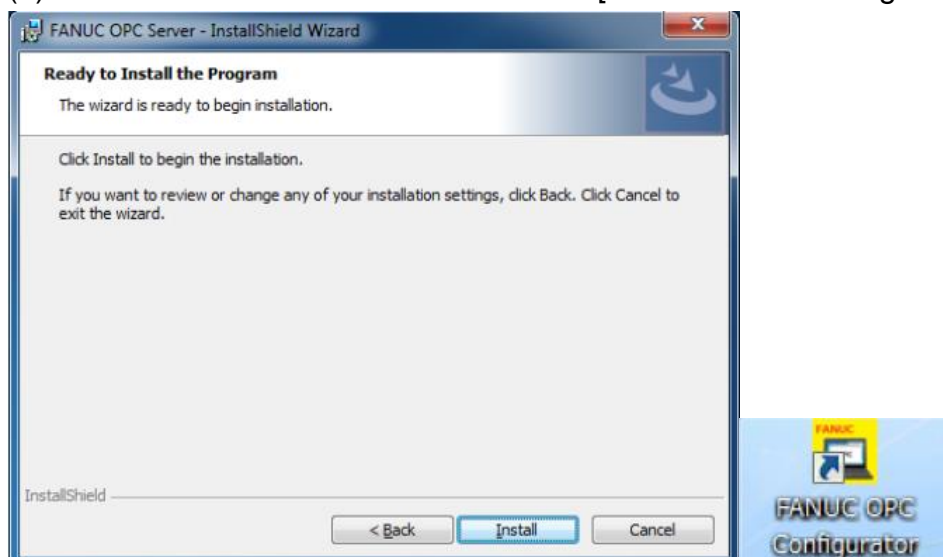 FANUC OPC Server - InstallShield Wizard
Ready to Install the Program
The wizard is ready to begin installation.
Click Install to begin the installation.
If you want to review or change any of your installation settings, click Back. Click Cancel to
exit the wizard.
InstallShield
< Back Install Cancel
FANUC
FANUC OPC
Configurator